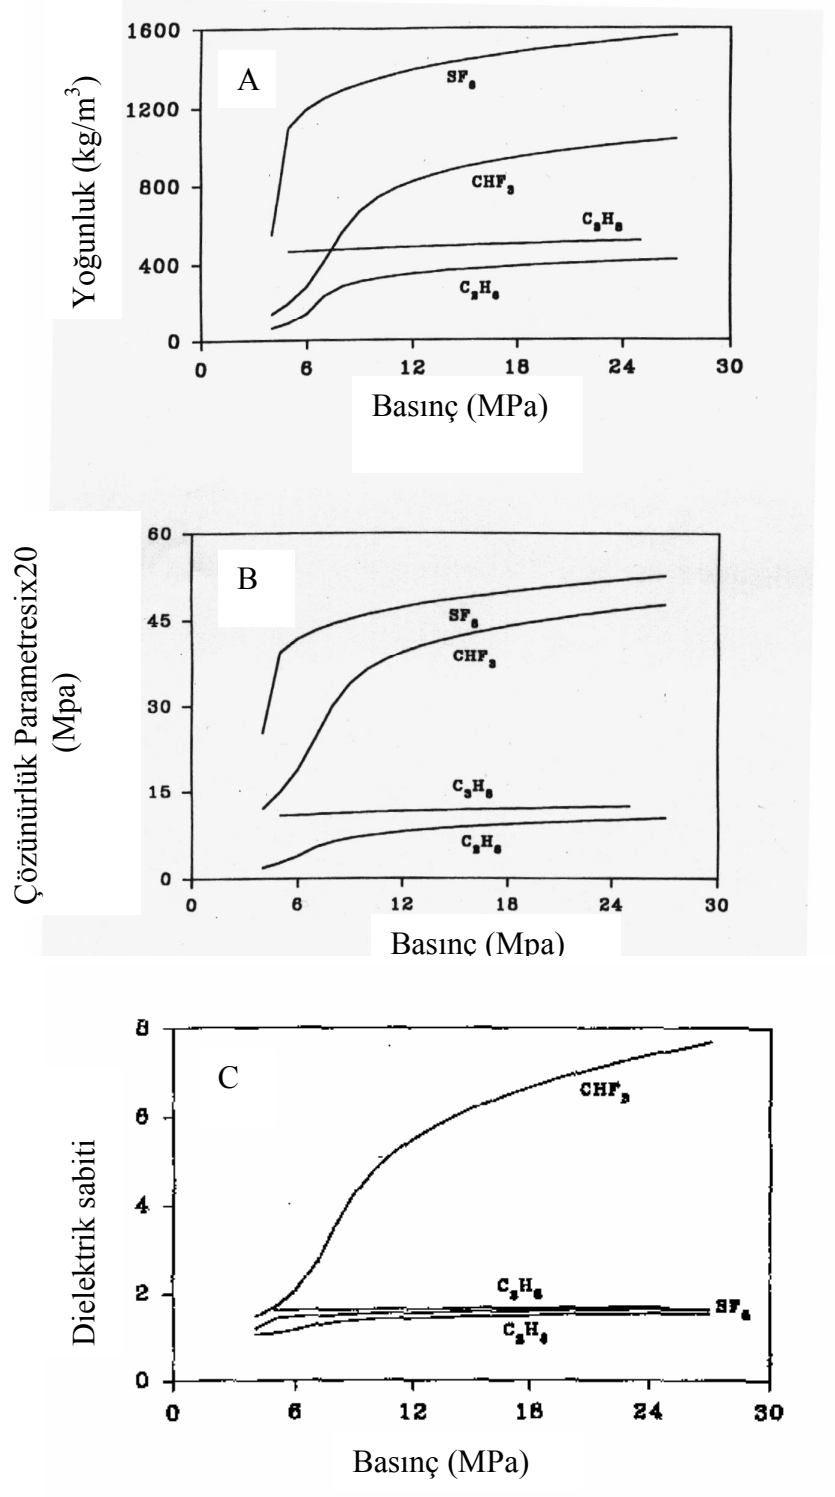 1600
A
SF₆
1200
Yoğunluk (kg/m³)
800
CHF₃
C₃H₈
400
C₂H₆
0
0 6 12 18 24 30
Basınç (MPa)
60
B
45
SF₆
CHF₃
Çözünürlük Parametresix20
(Mpa)
30
C₃H₈
15
C₂H₆
0
0 6 12 18 24 30
Basınç (Mpa)
8
C
CHF₃
6
Dielektrik sabiti
4
2
SF₆
0
0 6 12 18 24 30
Basınç (MPa)